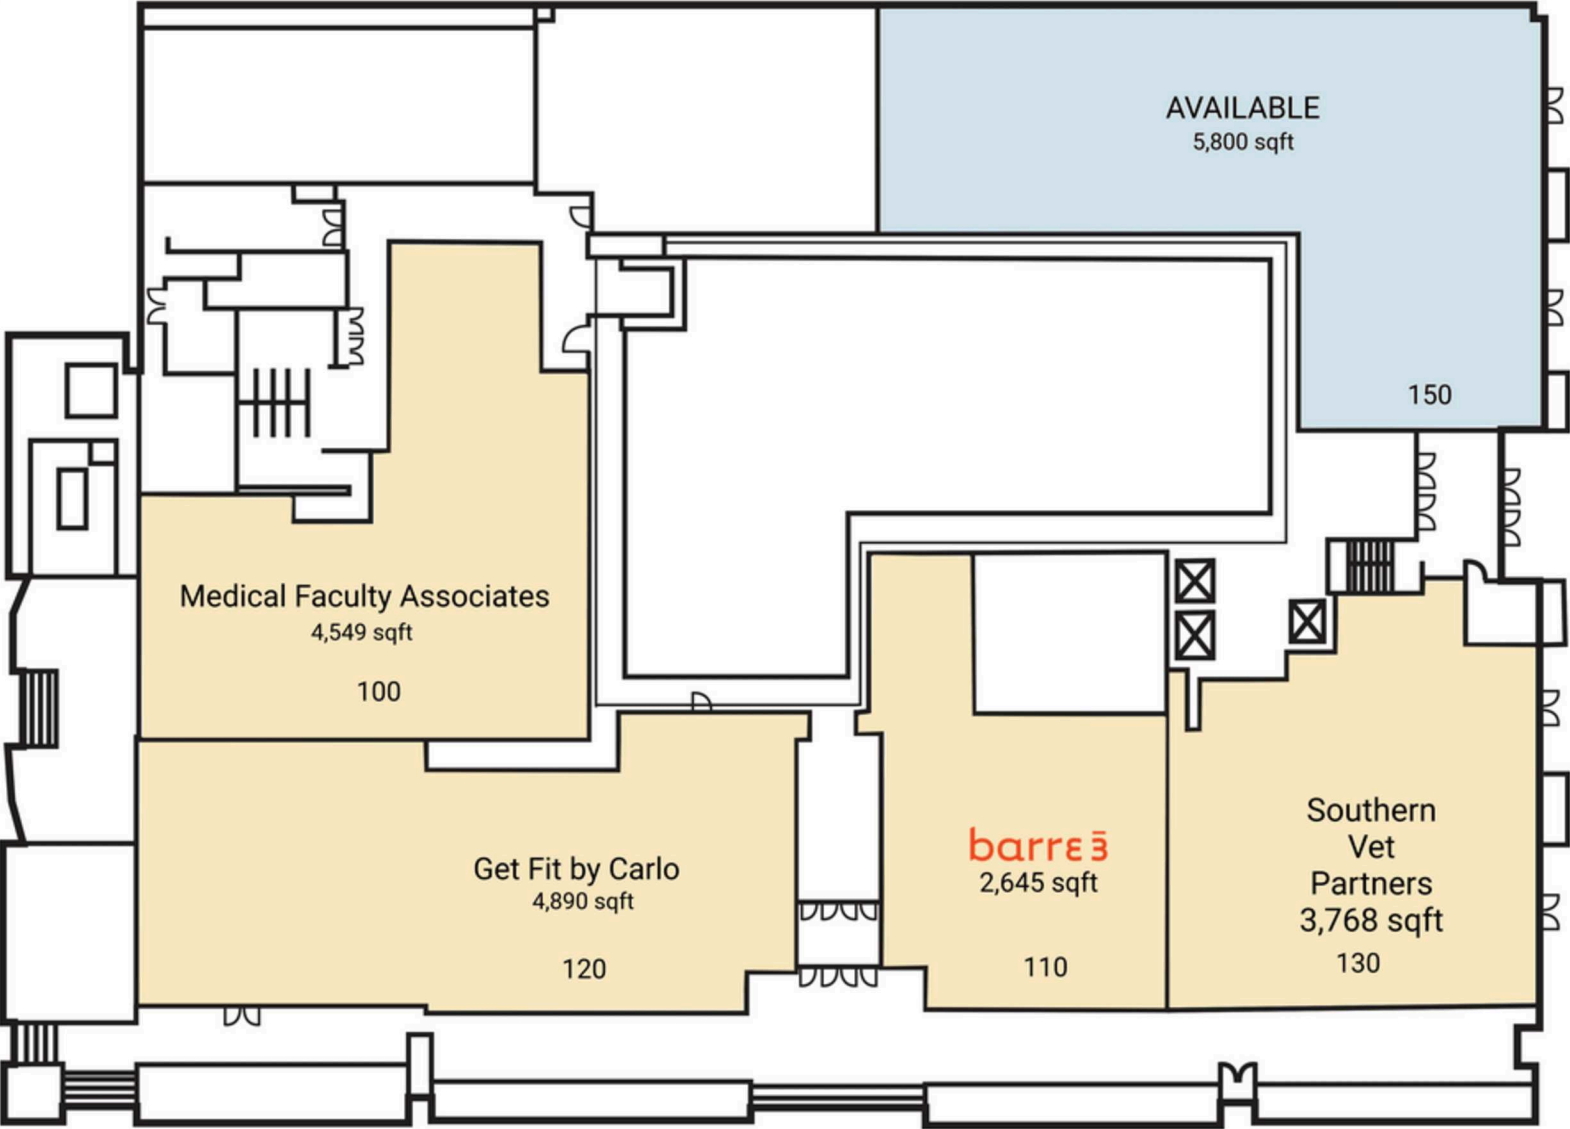 AVAILABLE
5,800 sqft
150
Medical Faculty Associates
4,549 sqft
100
Get Fit by Carlo
4,890 sqft
120
barre3
2,645 sqft
110
Southern
Vet
Partners
3,768 sqft
130